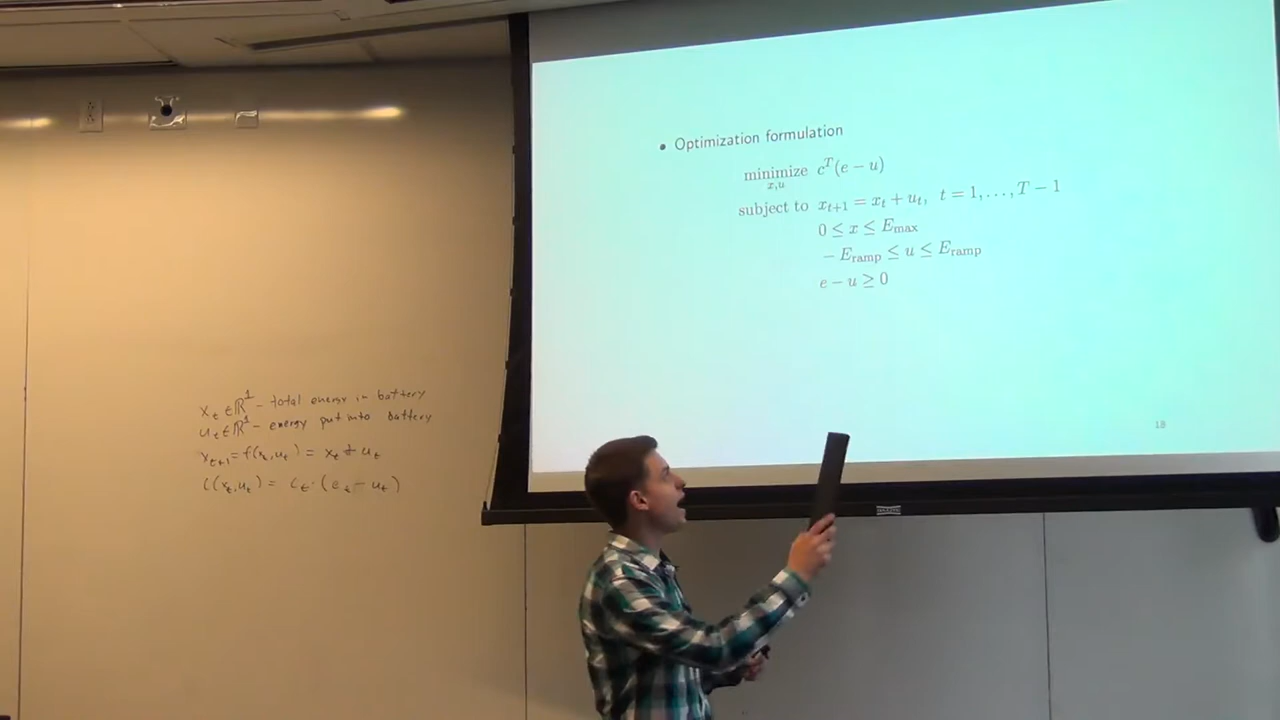 • Optimization formulation
minimize c^T(e − u)
x,u
subject to x_{t+1} = x_t + u_t, t = 1, . . . , T − 1
0 ≤ x ≤ E_max
− E_ramp ≤ u ≤ E_ramp
e − u ≥ 0
18
x_t ∈ ℝ^1 - total energy in battery
u_t ∈ ℝ^1 - energy put into battery
x_{t+1} = f(x_t, u_t) = x_t + u_t
C(x_t, u_t) = C_t · (e_t − u_t)